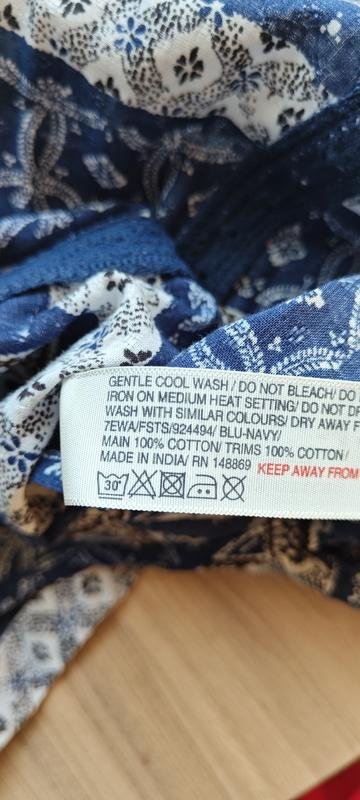 GENTLE COOL WASH/ DO NOT BLEACH/ DO
IRON ON MEDIUM HEAT SETTING/ DO NOT
WASH WITH SIMILAR COLOURS/ DRY AWAY
7EWA/FSTS/924494/ BLU-NAVY/
MAIN 100% COTTON/ TRIMS 100% COTTON/
MADE IN INDIA/ RN 148869 KEEP AWAY FROM
30°